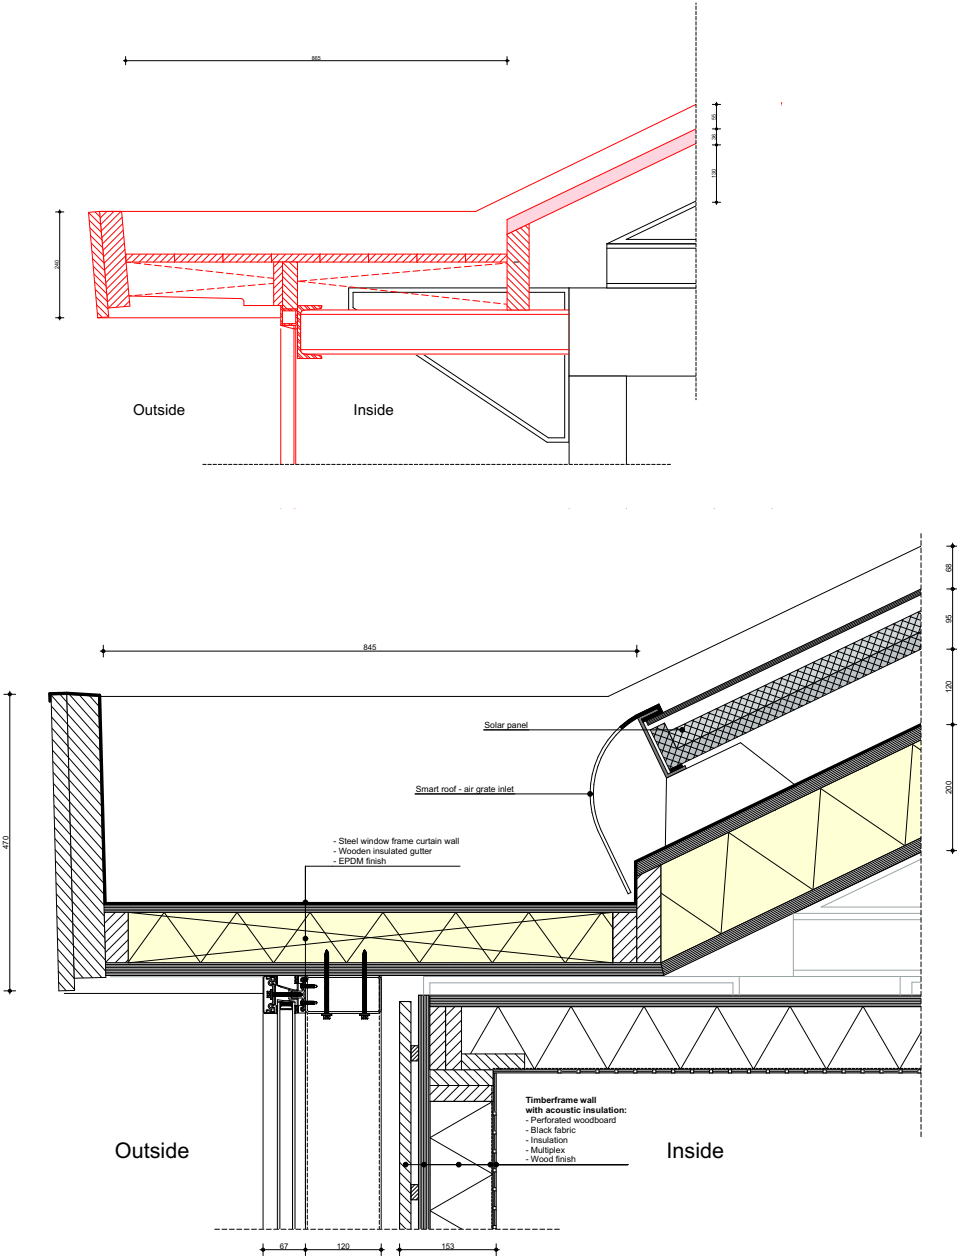 865
55
36
130
240
Outside
Inside
68
95
845
120
Solar panel
200
Smart roof - air grate inlet
470
- Steel window frame curtain wall
- Wooden insulated gutter
- EPDM finish
Timberframe wall
with acoustic insulation:
- Perforated woodboard
- Black fabric
- Insulation
- Multiplex
- Wood finish
Outside
Inside
67
120
153